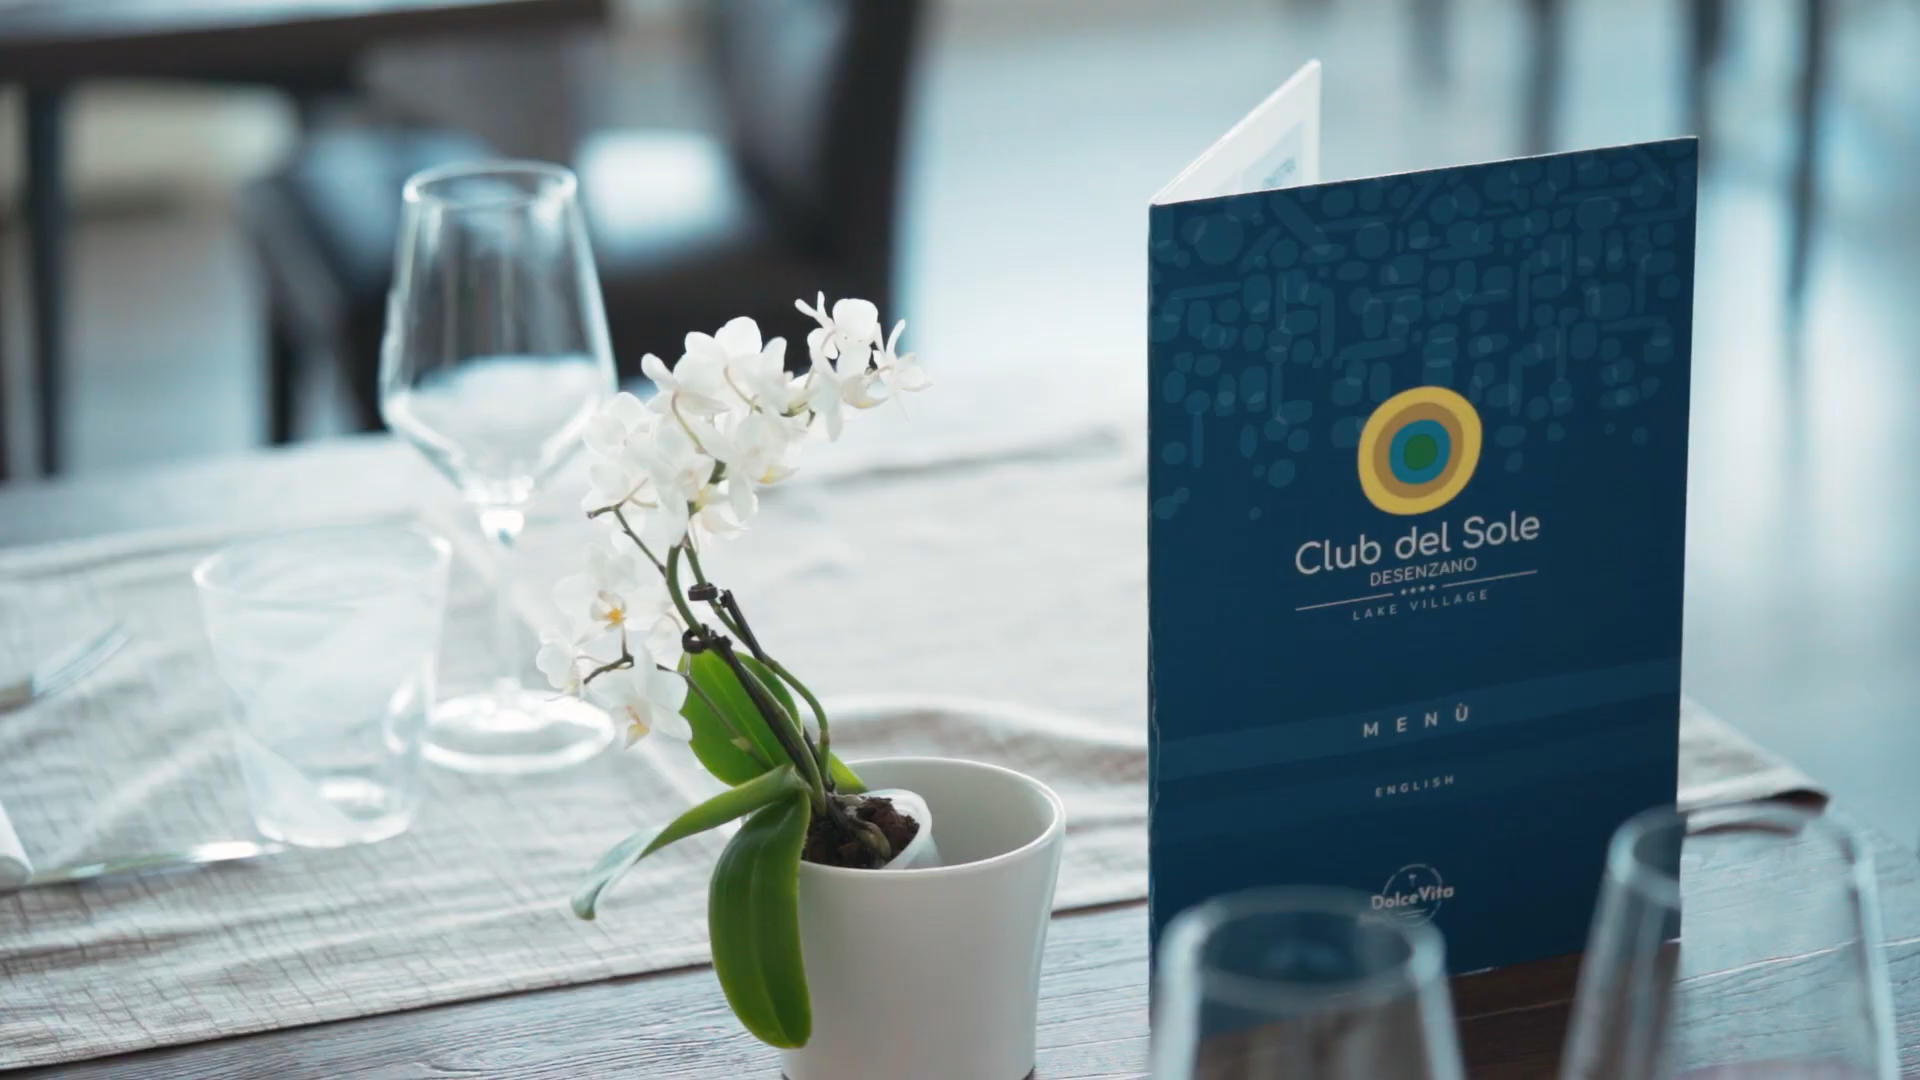 Club del Sole
DESENZANO
****
LAKE VILLAGE
MENÙ
ENGLISH
DolceVita